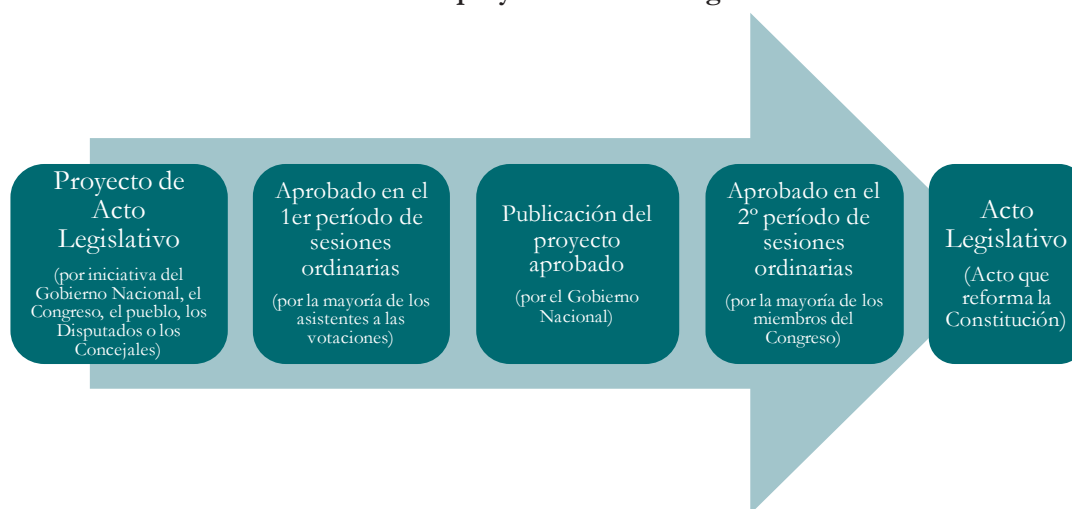 Proyecto de
Acto
Legislativo
(por iniciativa del
Gobierno Nacional, el
Congreso, el pueblo, los
Disputados o los
Concejales)
Aprobado en el
1er período de
sesiones
ordinarias
(por la mayoría de los
asistentes a las
votaciones)
Publicación del
proyecto
aprobado
(por el Gobierno
Nacional)
Aprobado en el
2º período de
sesiones
ordinarias
(por la mayoría de los
miembros del
Congreso)
Acto
Legislativo
(Acto que
reforma la
Constitución)